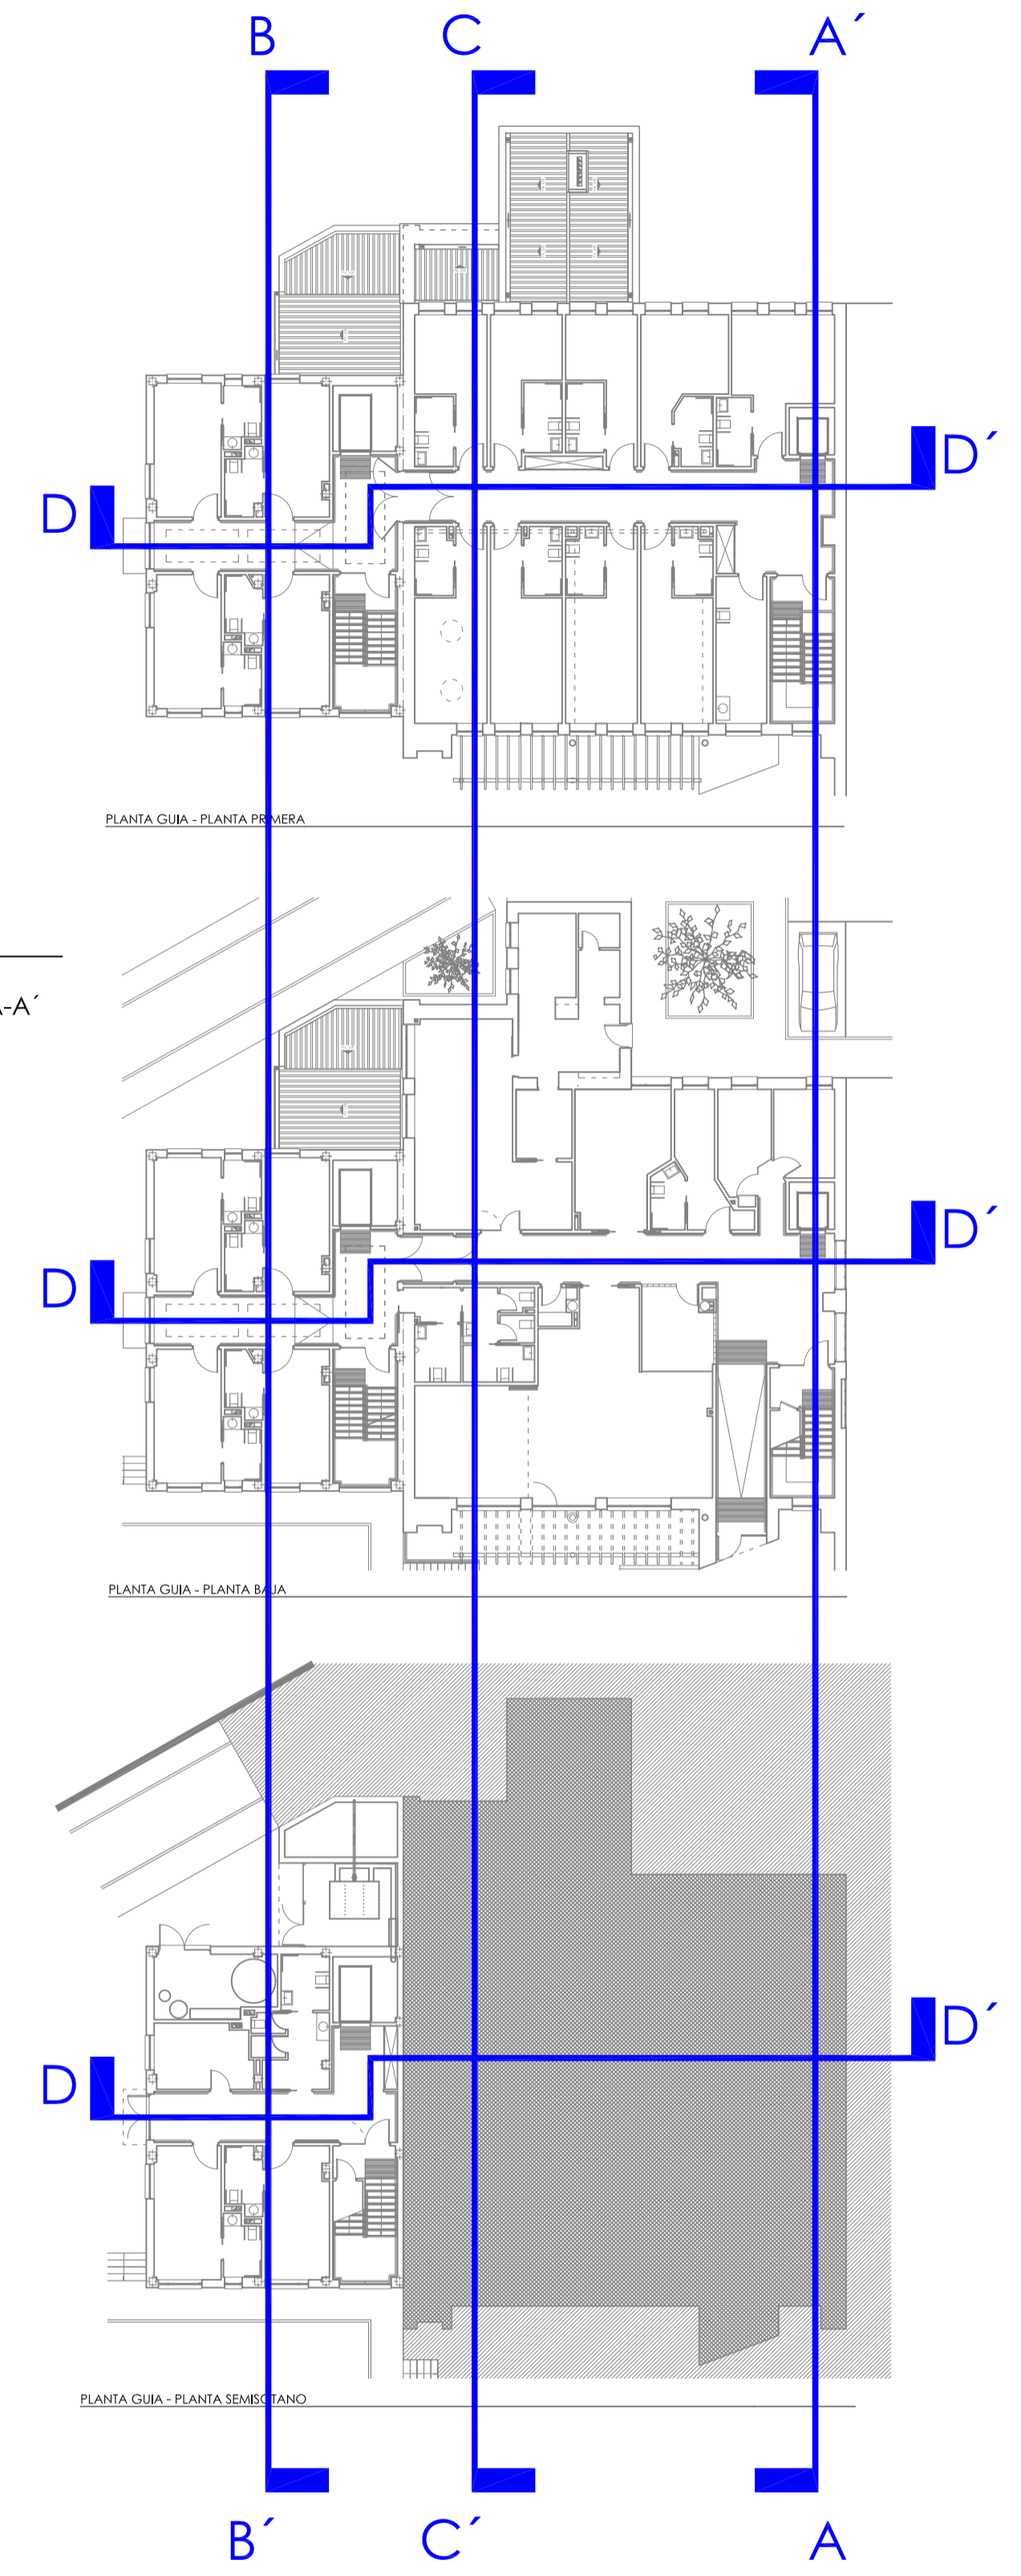 B C A´
D D´
PLANTA GUIA - PLANTA PRIMERA
A-A´
D D´
PLANTA GUIA - PLANTA BAJA
D D´
PLANTA GUIA - PLANTA SEMISOTANO
B´ C´ A